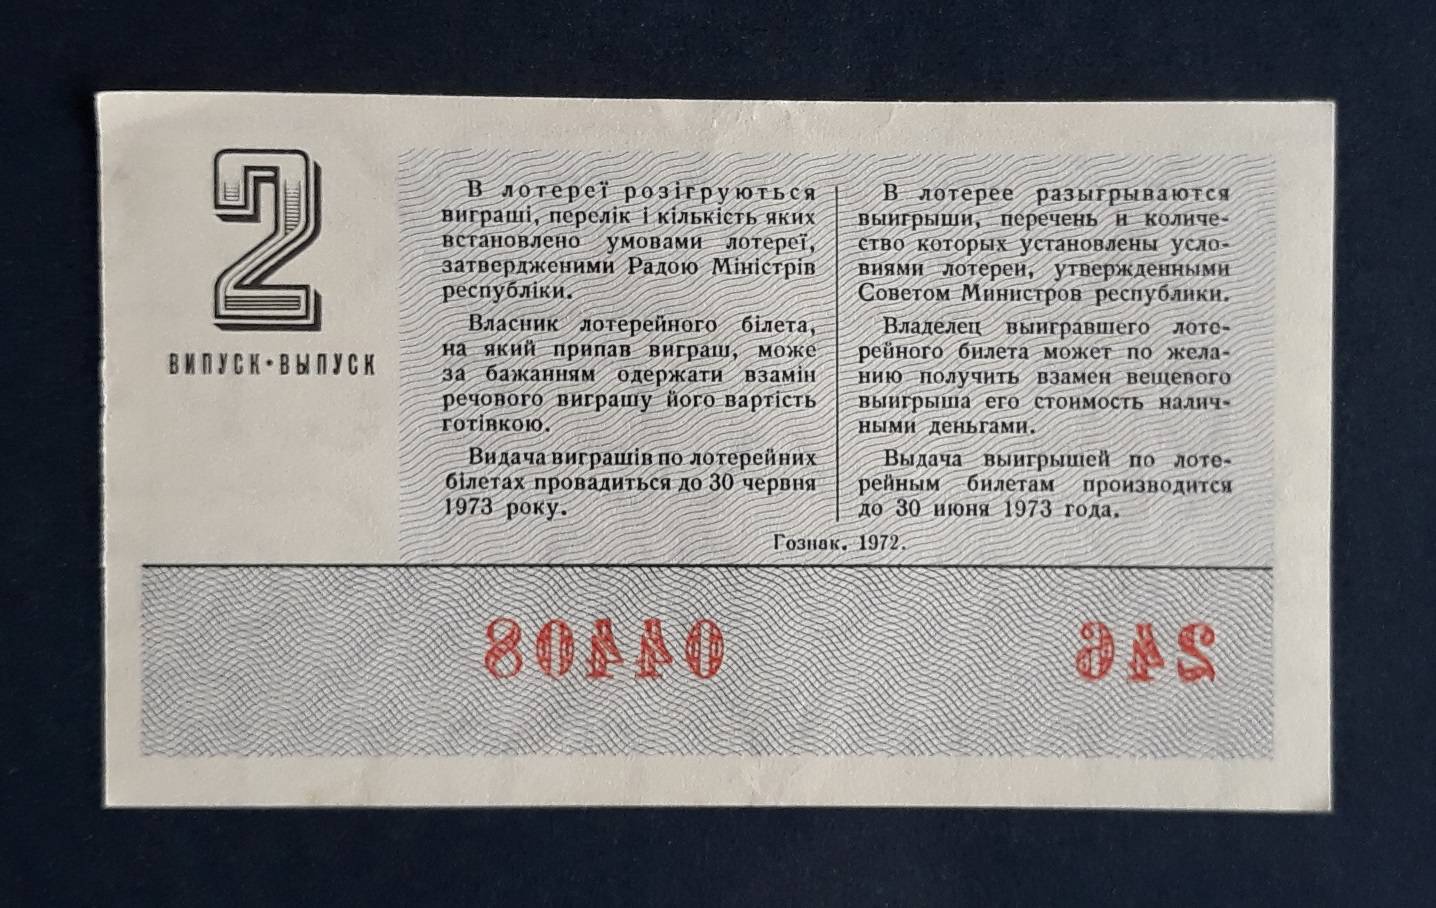 2
ВИПУСК·ВЫПУСК
В лотереї розігруються
виграші, перелік і кількість яких
встановлено умовами лотереї,
затвердженими Радою Міністрів
республіки.
Власник лотерейного білета,
на який припав виграш, може
за бажанням одержати взамін
речового виграшу його вартість
готівкою.
Видача виграшів по лотерейних
білетах провадиться до 30 червня
1973 року.
В лотерее разыгрываются
выигрыши, перечень и количе-
ство которых установлены усло-
виями лотереи, утвержденными
Советом Министров республики.
Владелец выигравшего лоте-
рейного билета может по жела-
нию получить взамен вещевого
выигрыша его стоимость налич-
ными деньгами.
Выдача выигрышей по лоте-
рейным билетам производится
до 30 июня 1973 года.
Гознак. 1972.
04408
246